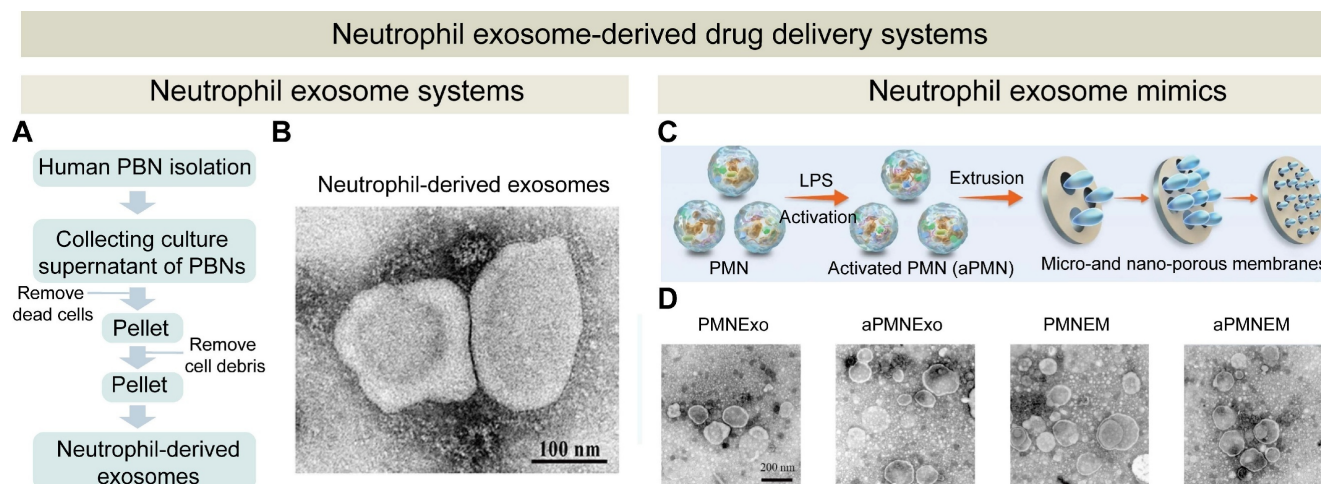 Neutrophil exosome-derived drug delivery systems
Neutrophil exosome systems
Neutrophil exosome mimics
A
Human PBN isolation
Collecting culture
supernatant of PBNs
Remove
dead cells
Pellet
Remove
cell debris
Pellet
Neutrophil-derived
exosomes
B
Neutrophil-derived exosomes
100 nm
C
LPS
Activation
Extrusion
PMN
Activated PMN (aPMN)
Micro-and nano-porous membranes
D
PMNExo
aPMNExo
PMNEM
aPMNEM
200 nm